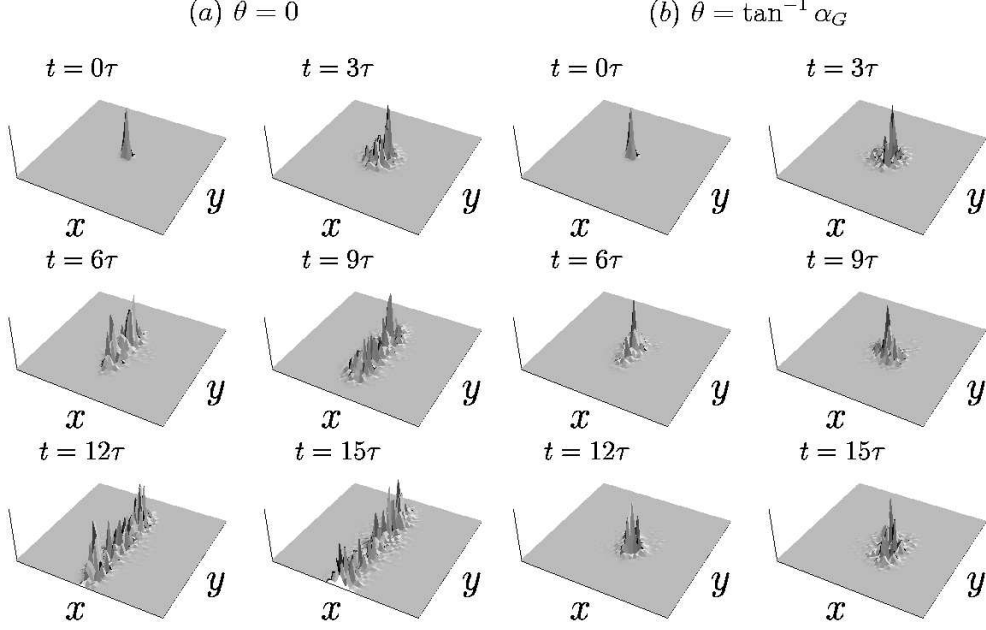 (a) θ = 0
(b) θ = tan⁻¹ α_G
t = 0τ
t = 3τ
t = 0τ
t = 3τ
x
y
x
y
x
y
x
y
t = 6τ
t = 9τ
t = 6τ
t = 9τ
x
y
x
y
x
y
x
y
t = 12τ
t = 15τ
t = 12τ
t = 15τ
x
y
x
y
x
y
x
y